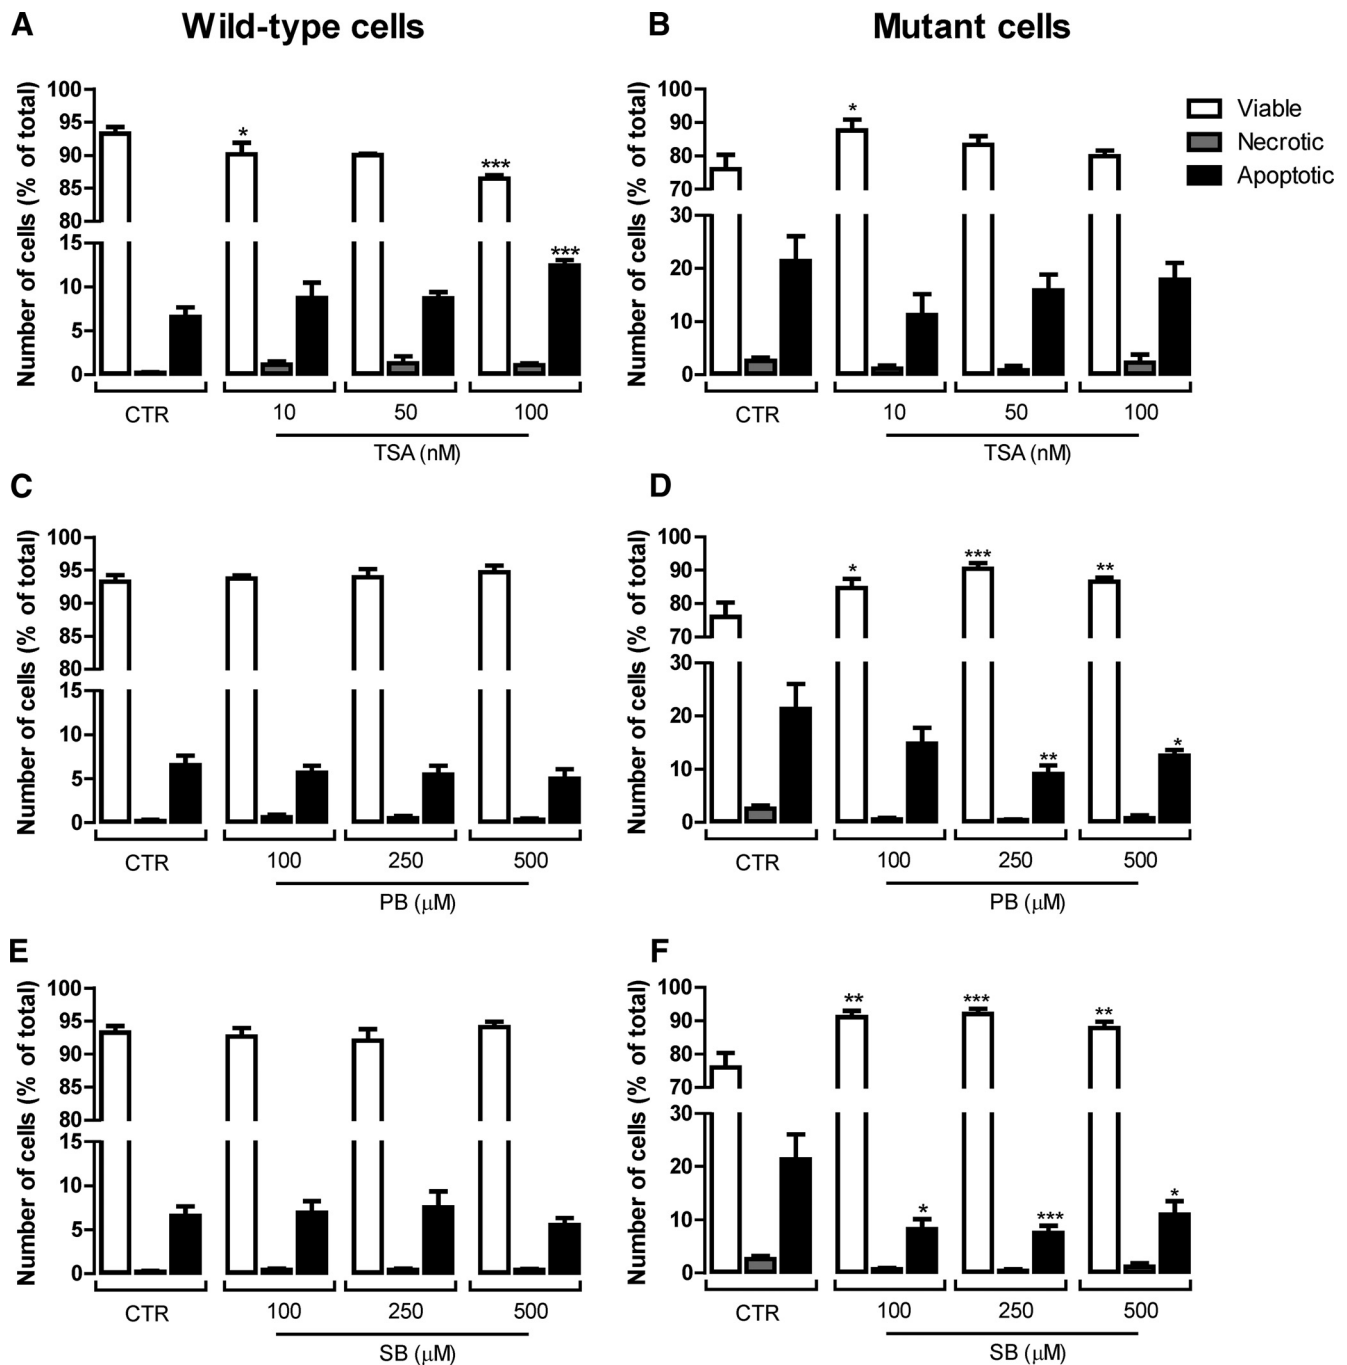 A Wild-type cells B Mutant cells
Viable
Necrotic
Apoptotic
Number of cells (% of total)
100
95
90
85
80
15
10
5
0
* *** ***
CTR 10 50 100
TSA (nM)
Number of cells (% of total)
100
90
80
70
30
20
10
0
*
CTR 10 50 100
TSA (nM)
C
Number of cells (% of total)
100
95
90
85
80
15
10
5
0
CTR 100 250 500
PB (μM)
D
Number of cells (% of total)
100
90
80
70
30
20
10
0
* *** **
** *
CTR 100 250 500
PB (μM)
E
Number of cells (% of total)
100
95
90
85
80
15
10
5
0
CTR 100 250 500
SB (μM)
F
Number of cells (% of total)
100
90
80
70
30
20
10
0
** *** **
* *** *
CTR 100 250 500
SB (μM)